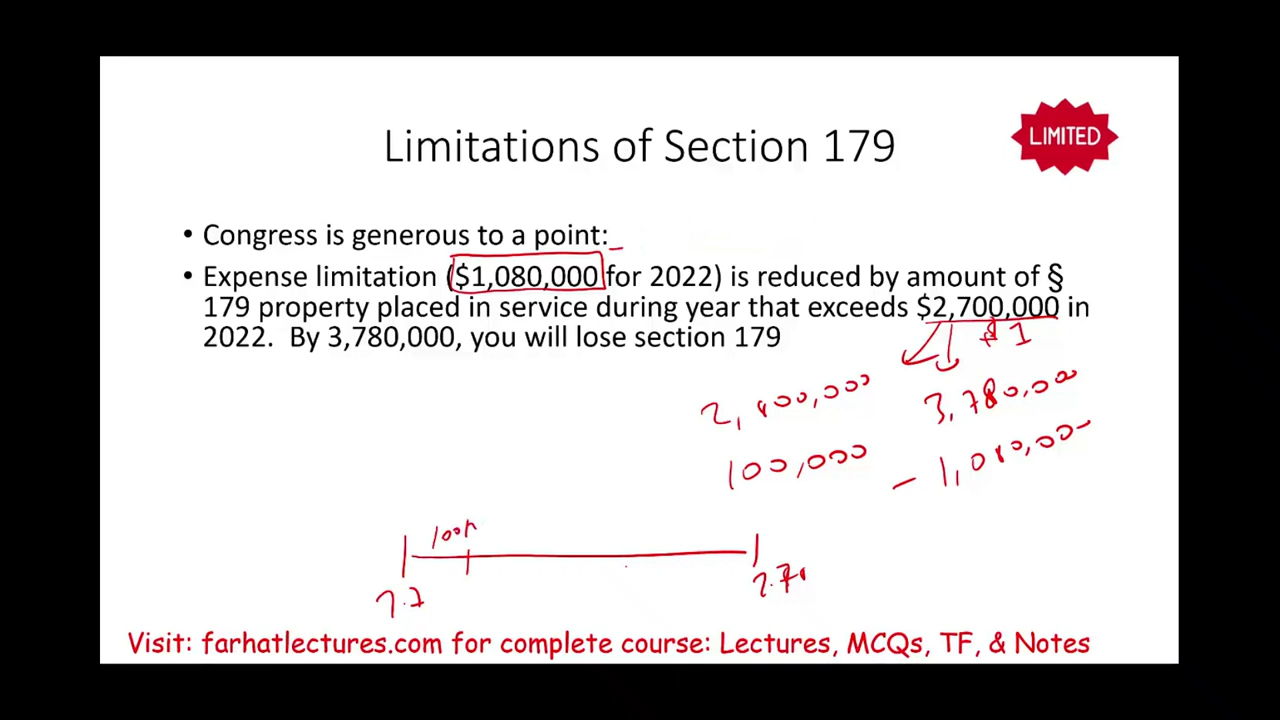 Limitations of Section 179
LIMITED
• Congress is generous to a point:
• Expense limitation ($1,080,000 for 2022) is reduced by amount of §
179 property placed in service during year that exceeds $2,700,000 in
2022. By 3,780,000, you will lose section 179
$1
2,800,000
3,780,000
100,000
- 1,080,000
100K
2.7
Visit: farhatlectures.com for complete course: Lectures, MCQs, TF, & Notes